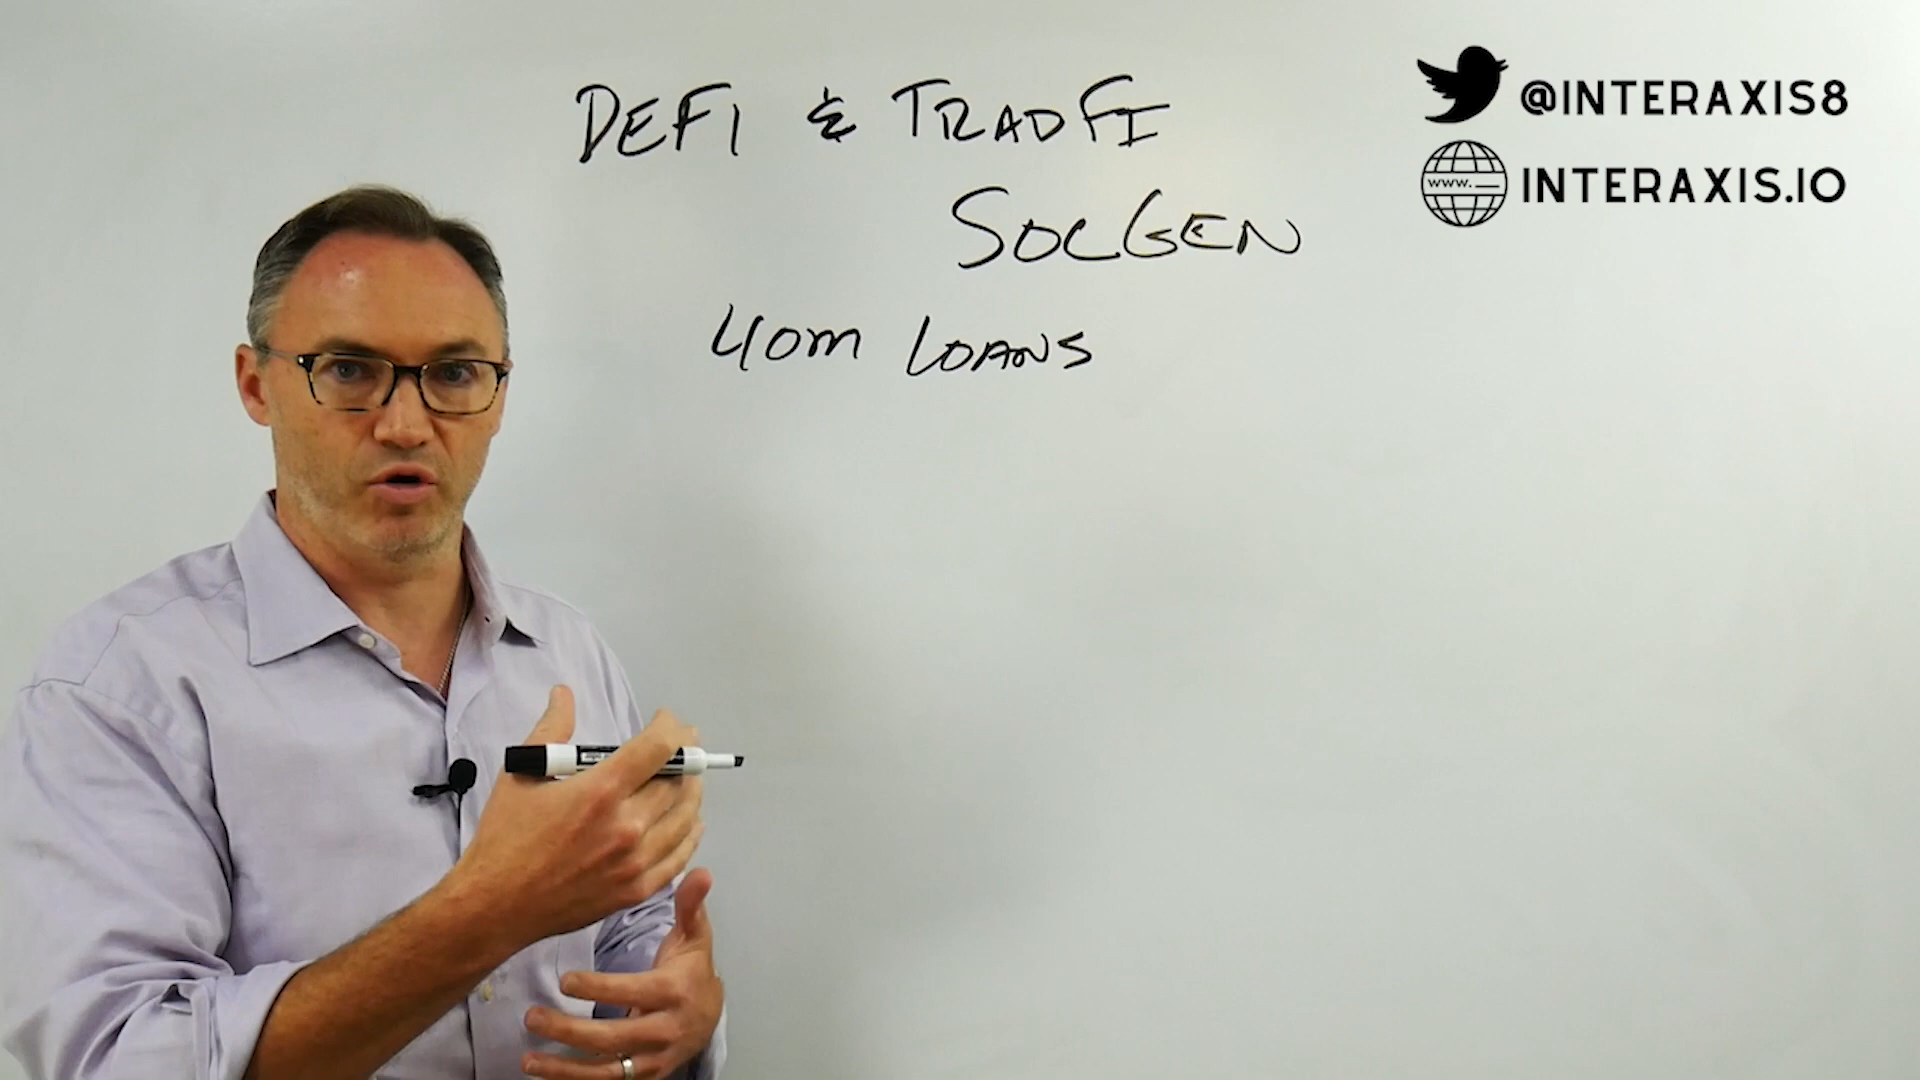 DEFI & TRADFI
SOCGEN
40m LOANS
@INTERAXIS8
www.
INTERAXIS.IO